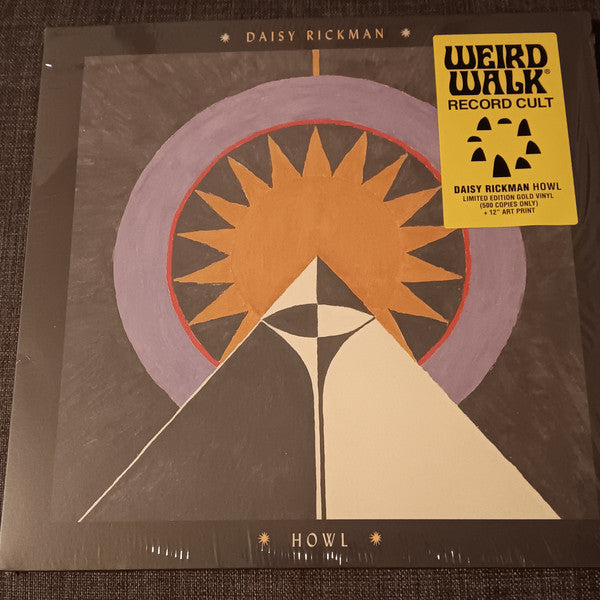 DAISY RICKMAN
WEIRD
WALK®
RECORD CULT
DAISY RICKMAN HOWL
LIMITED EDITION GOLD VINYL
(500 COPIES ONLY)
+ 12" ART PRINT
HOWL